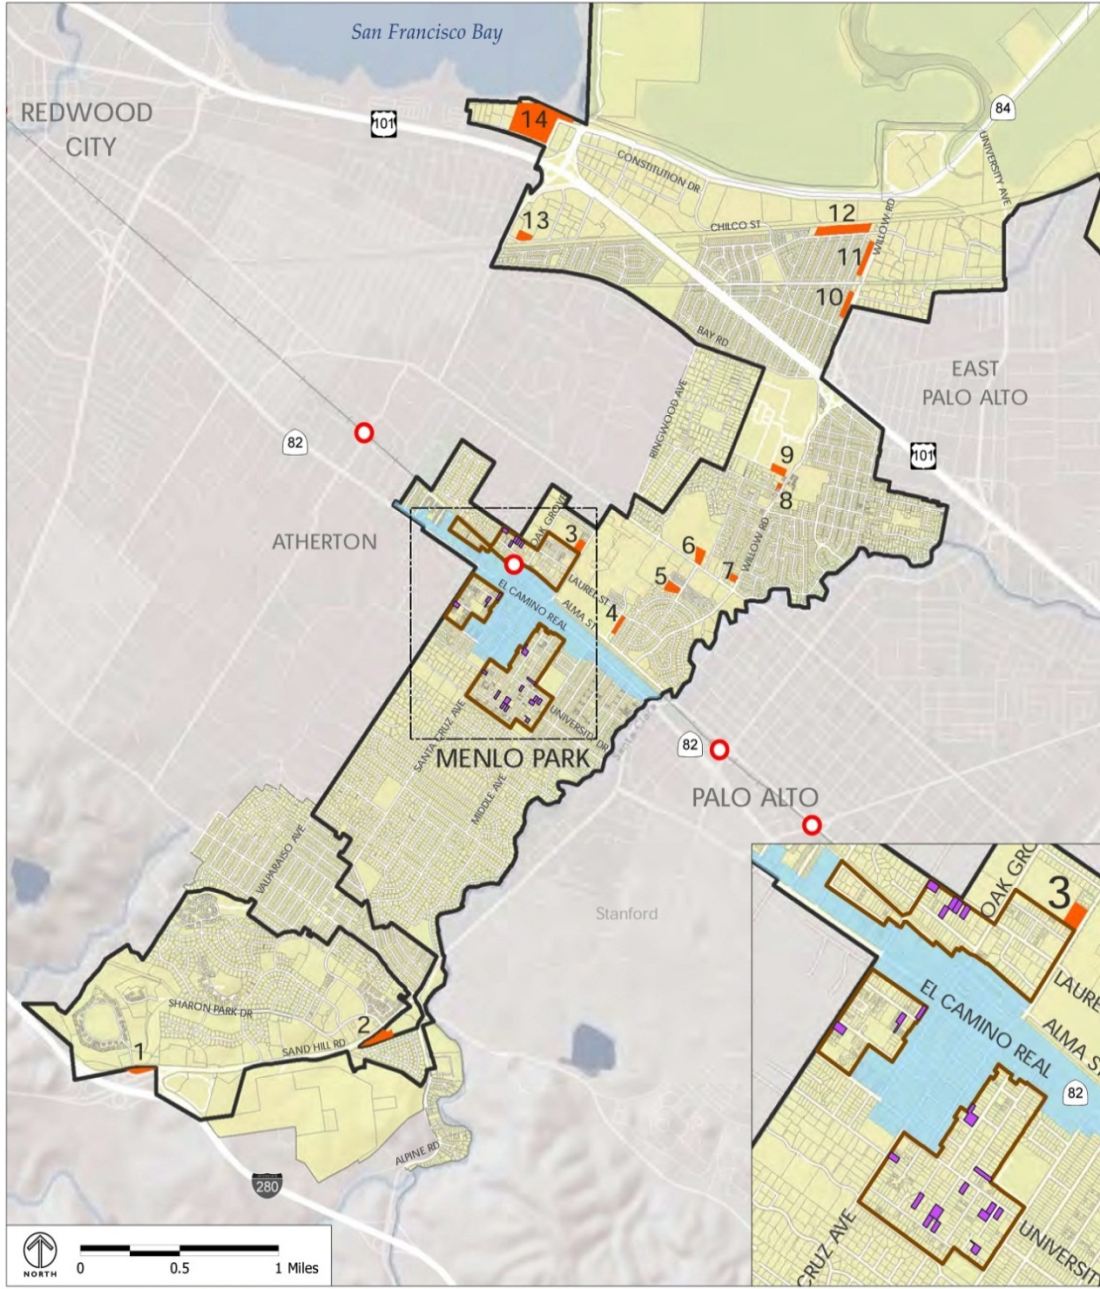 San Francisco Bay
REDWOOD
CITY
101
14
84
CONSTITUTION DR
UNIVERSITY AVE
13
CHILCO ST
12
WILLOW RD
11
10
BAY RD
EAST
PALO ALTO
RINGWOOD AVE
82
101
9
8
ATHERTON
OAK GROV
3
WILLOW RD
6
7
5
LAUREL ST
EL CAMINO REAL
ALMA ST
4
SANTA CRUZ AVE
UNIVERSITY DR
MENLO PARK
82
MIDDLE AVE
PALO ALTO
VALPARAISO AVE
Stanford
SHARON PARK DR
2
SAND HILL RD
1
ALPINE RD
280
OAK GRO
3
EL CAMINO REAL
LAURE
ALMA ST
82
CRUZ AVE
UNIVERSITY
NORTH
0 0.5 1 Miles